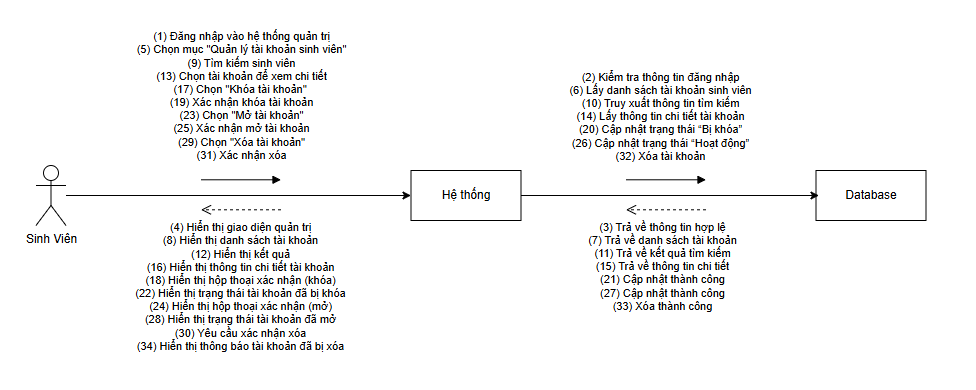 (1) Đăng nhập vào hệ thống quản trị
(5) Chọn mục "Quản lý tài khoản sinh viên"
(9) Tìm kiếm sinh viên
(13) Chọn tài khoản để xem chi tiết
(17) Chọn "Khóa tài khoản"
(19) Xác nhận khóa tài khoản
(23) Chọn "Mở tài khoản"
(25) Xác nhận mở tài khoản
(29) Chọn "Xóa tài khoản"
(31) Xác nhận xóa
(2) Kiểm tra thông tin đăng nhập
(6) Lấy danh sách tài khoản sinh viên
(10) Truy xuất thông tin tìm kiếm
(14) Lấy thông tin chi tiết tài khoản
(20) Cập nhật trạng thái “Bị khóa”
(26) Cập nhật trạng thái “Hoạt động”
(32) Xóa tài khoản
Sinh Viên
Hệ thống
Database
(4) Hiển thị giao diện quản trị
(8) Hiển thị danh sách tài khoản
(12) Hiển thị kết quả
(16) Hiển thị thông tin chi tiết tài khoản
(18) Hiển thị hộp thoại xác nhận (khóa)
(22) Hiển thị trạng thái tài khoản đã bị khóa
(24) Hiển thị hộp thoại xác nhận (mở)
(28) Hiển thị trạng thái tài khoản đã mở
(30) Yêu cầu xác nhận xóa
(34) Hiển thị thông báo tài khoản đã bị xóa
(3) Trả về thông tin hợp lệ
(7) Trả về danh sách tài khoản
(11) Trả về kết quả tìm kiếm
(15) Trả về thông tin chi tiết
(21) Cập nhật thành công
(27) Cập nhật thành công
(33) Xóa thành công